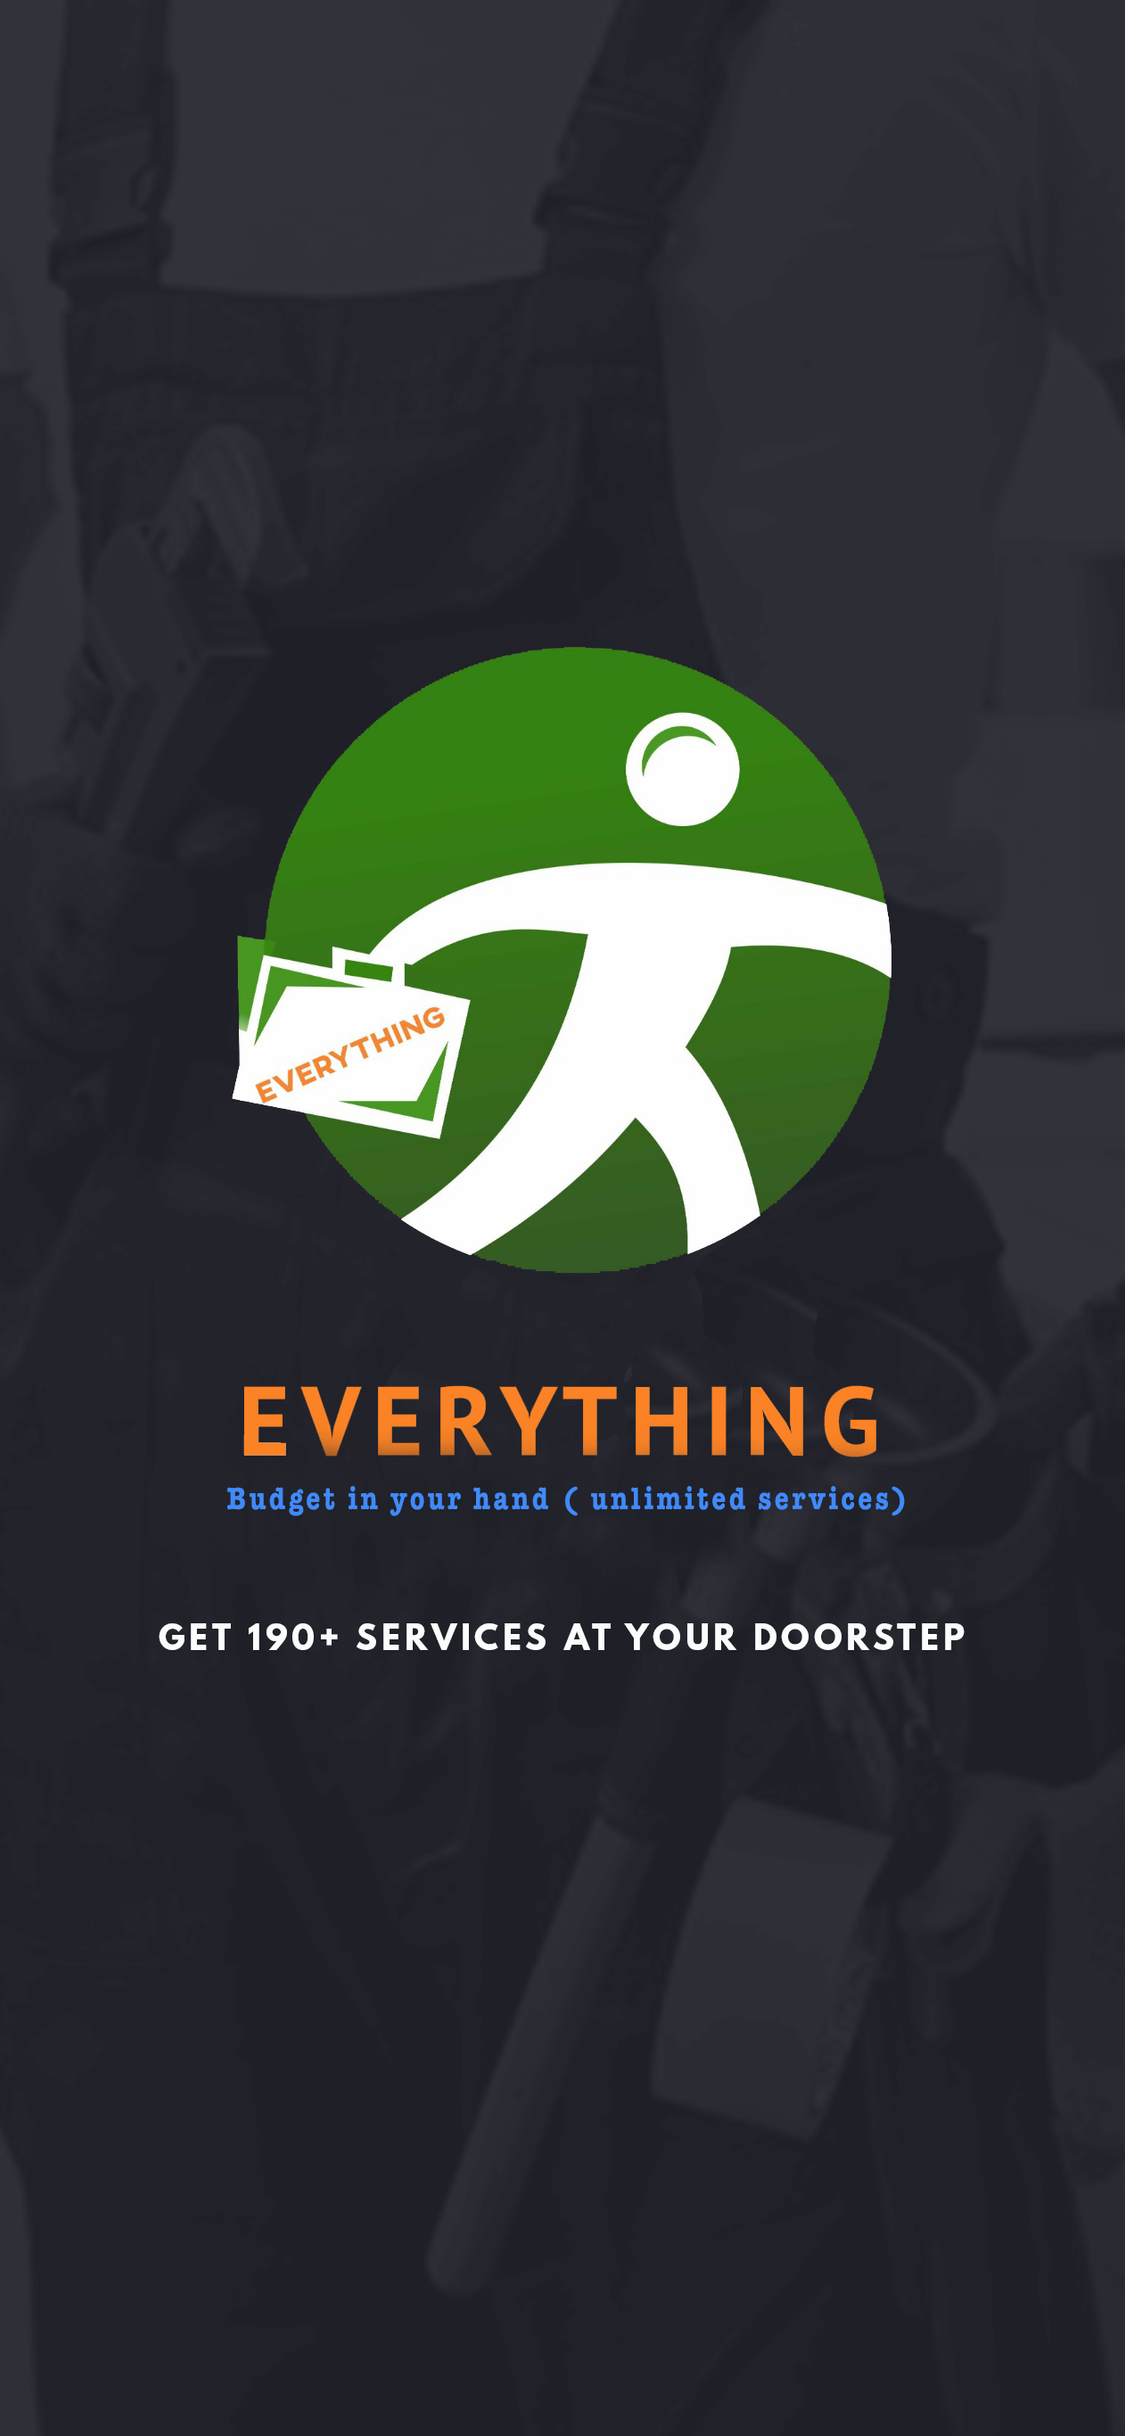 EVERYTHING
EVERYTHING
Budget in your hand ( unlimited services)
GET 190+ SERVICES AT YOUR DOORSTEP